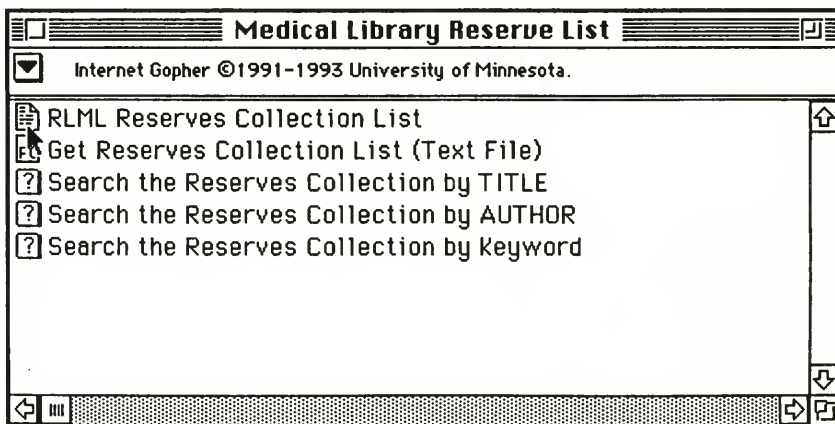 Medical Library Reserve List
Internet Gopher ©1991-1993 University of Minnesota.
RLML Reserves Collection List
Get Reserves Collection List (Text File)
? Search the Reserves Collection by TITLE
? Search the Reserves Collection by AUTHOR
? Search the Reserves Collection by Keyword